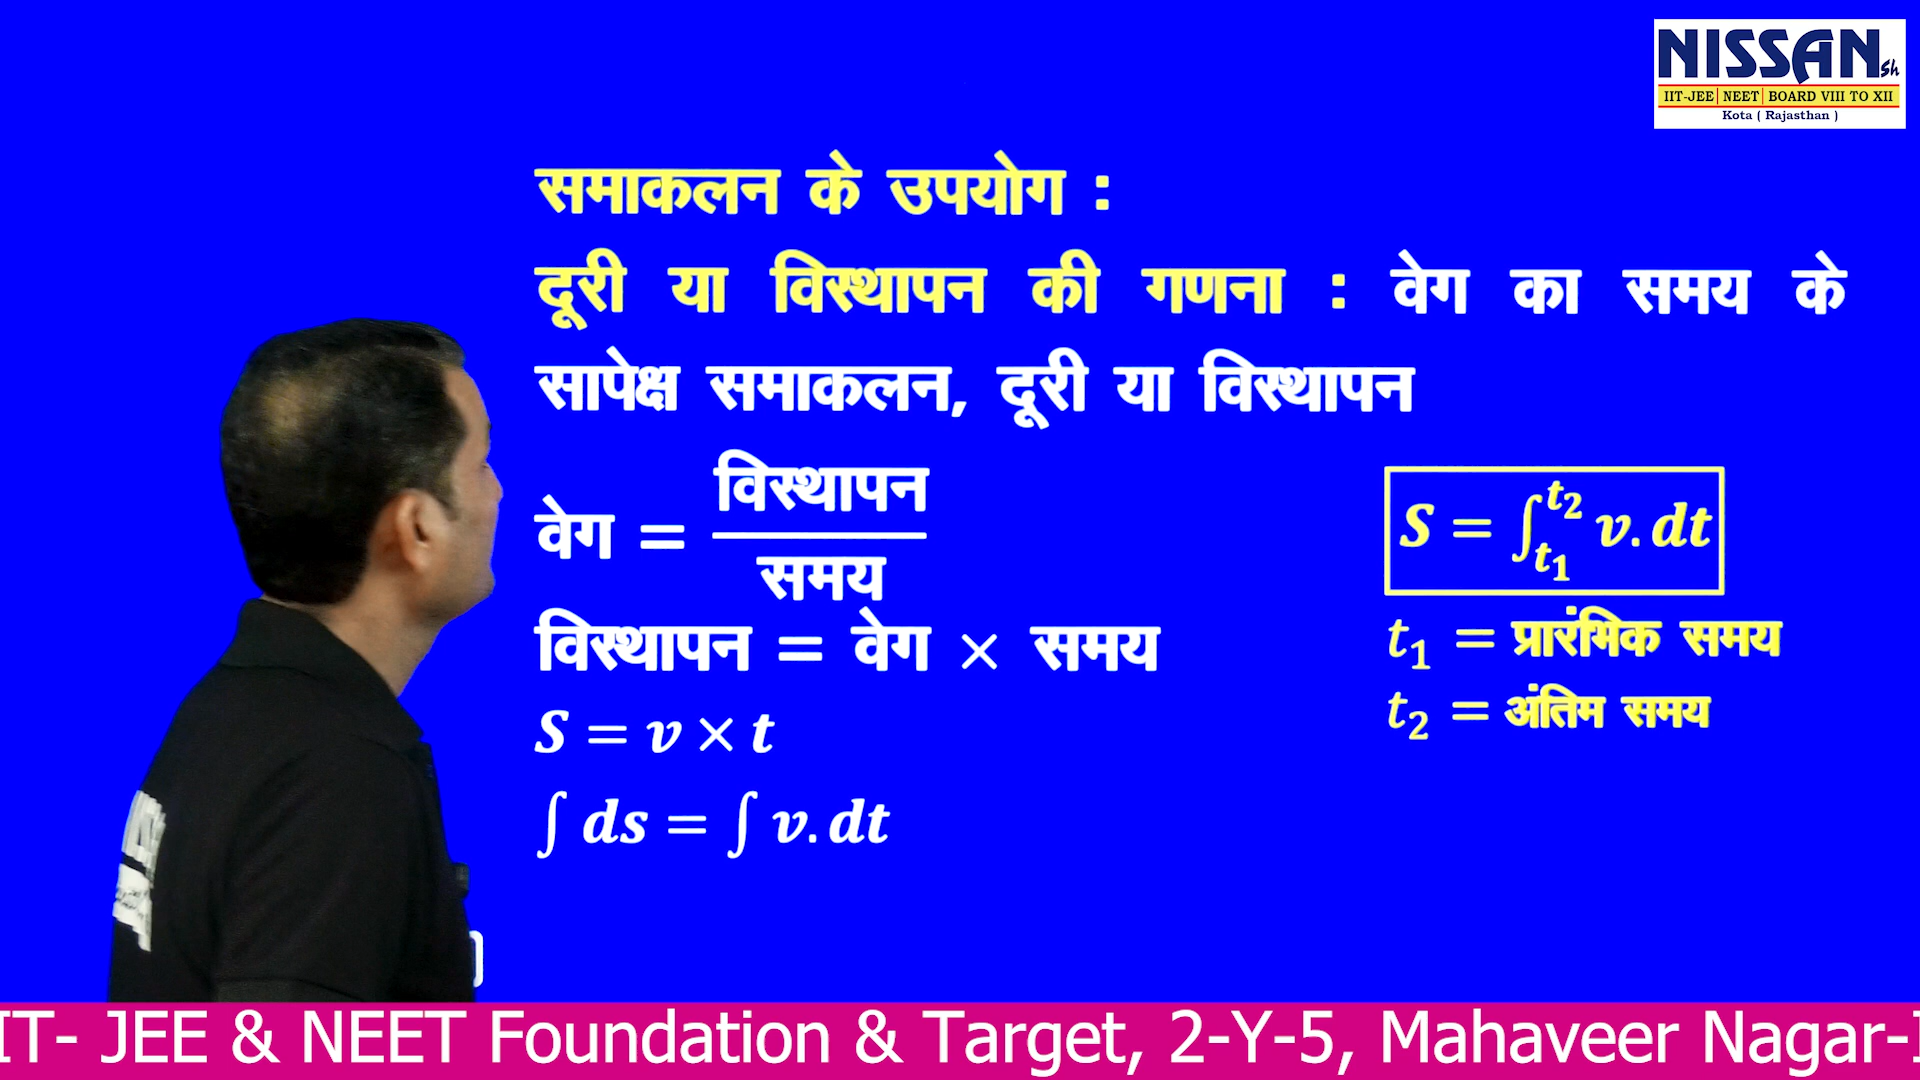 NISSANSh
IIT-JEE | NEET | BOARD VIII TO XII
Kota ( Rajasthan )
समाकलन के उपयोग :
दूरी या विस्थापन की गणना : वेग का समय के
सापेक्ष समाकलन, दूरी या विस्थापन
वेग = विस्थापन / समय
विस्थापन = वेग × समय
S = v × t
∫ ds = ∫ v.dt
S = ∫_{t₁}^{t₂} v.dt
t₁ = प्रारंभिक समय
t₂ = अंतिम समय
IT- JEE & NEET Foundation & Target, 2-Y-5, Mahaveer Nagar-